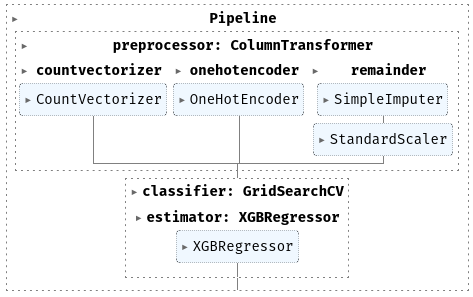 Pipeline
preprocessor: ColumnTransformer
countvectorizer onehotencoder remainder
CountVectorizer OneHotEncoder SimpleImputer
StandardScaler
classifier: GridSearchCV
estimator: XGBRegressor
XGBRegressor